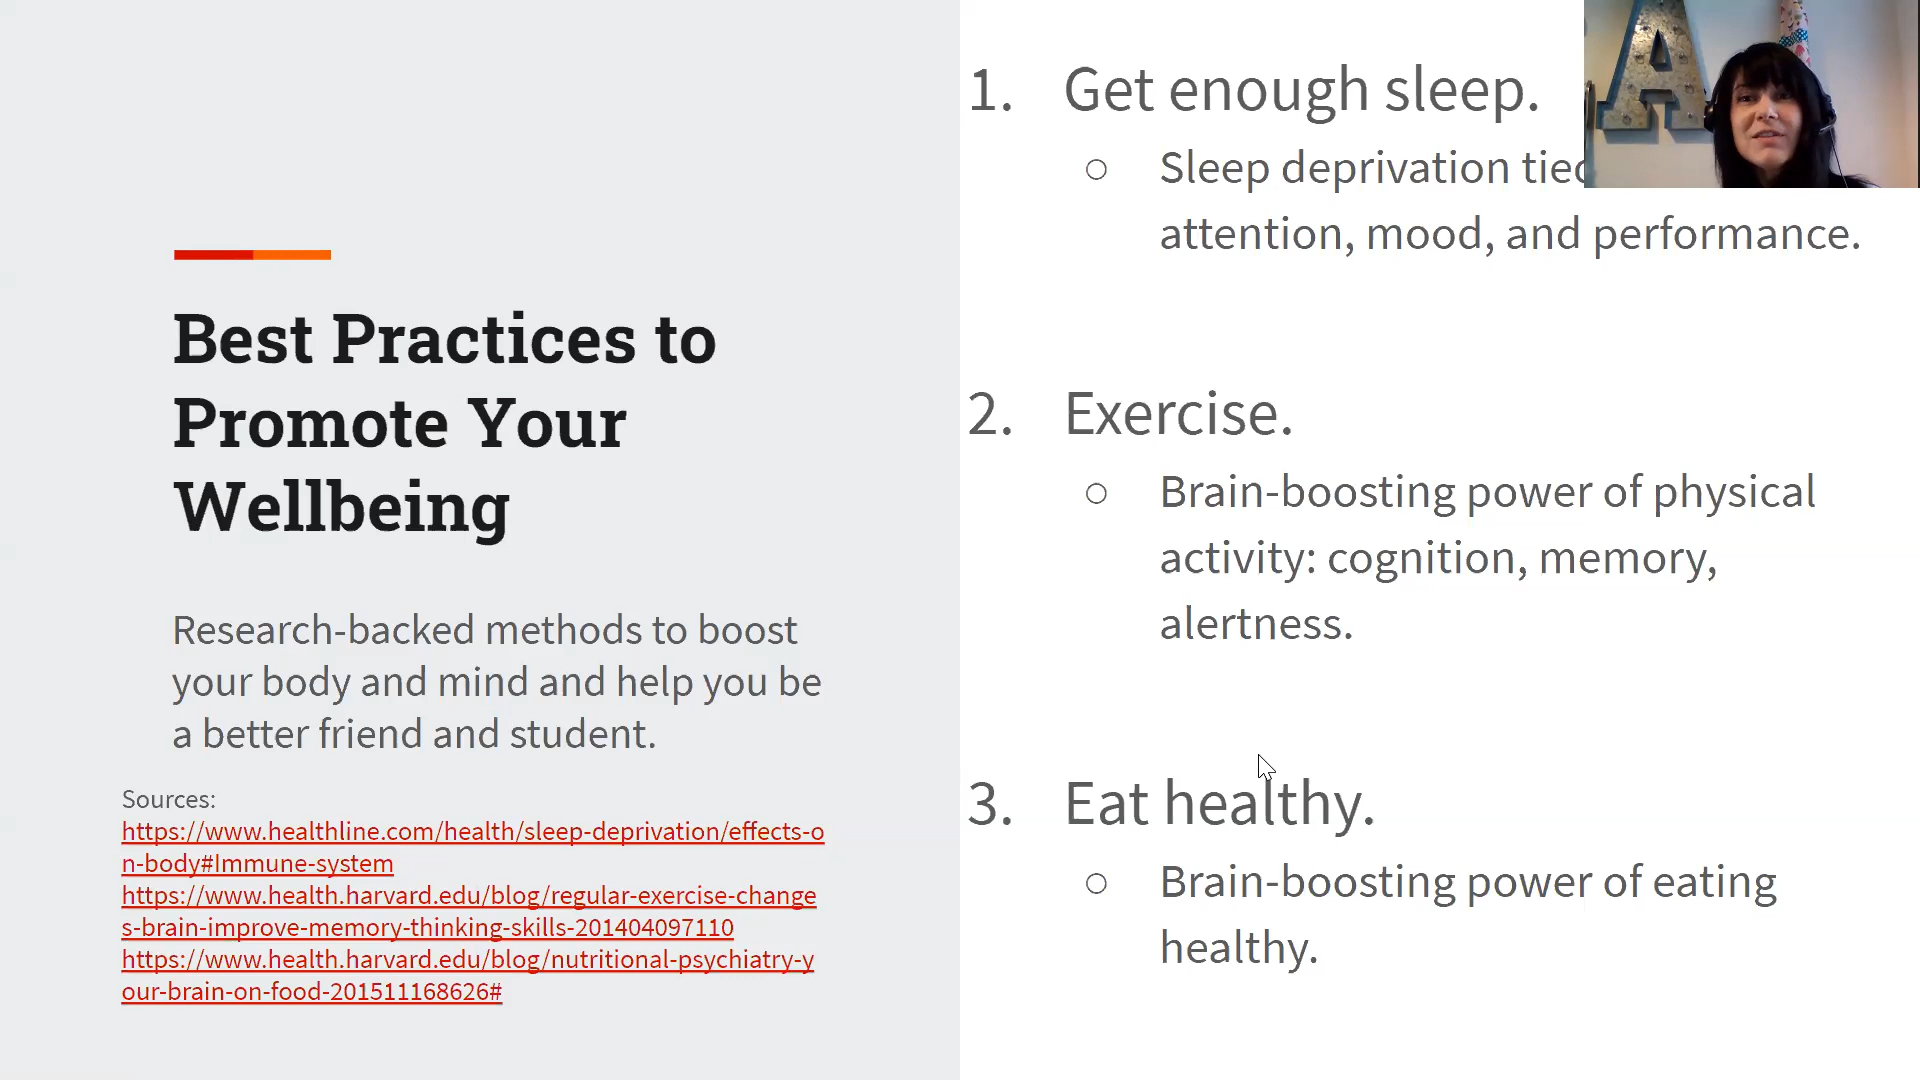 Best Practices to
Promote Your
Wellbeing
Research-backed methods to boost
your body and mind and help you be
a better friend and student.
Sources:
https://www.healthline.com/health/sleep-deprivation/effects-o
n-body#Immune-system
https://www.health.harvard.edu/blog/regular-exercise-change
s-brain-improve-memory-thinking-skills-201404097110
https://www.health.harvard.edu/blog/nutritional-psychiatry-y
our-brain-on-food-201511168626#
1. Get enough sleep.
○ Sleep deprivation
attention, mood, and performance.
2. Exercise.
○ Brain-boosting power of physical
activity: cognition, memory,
alertness.
3. Eat healthy.
○ Brain-boosting power of eating
healthy.
A